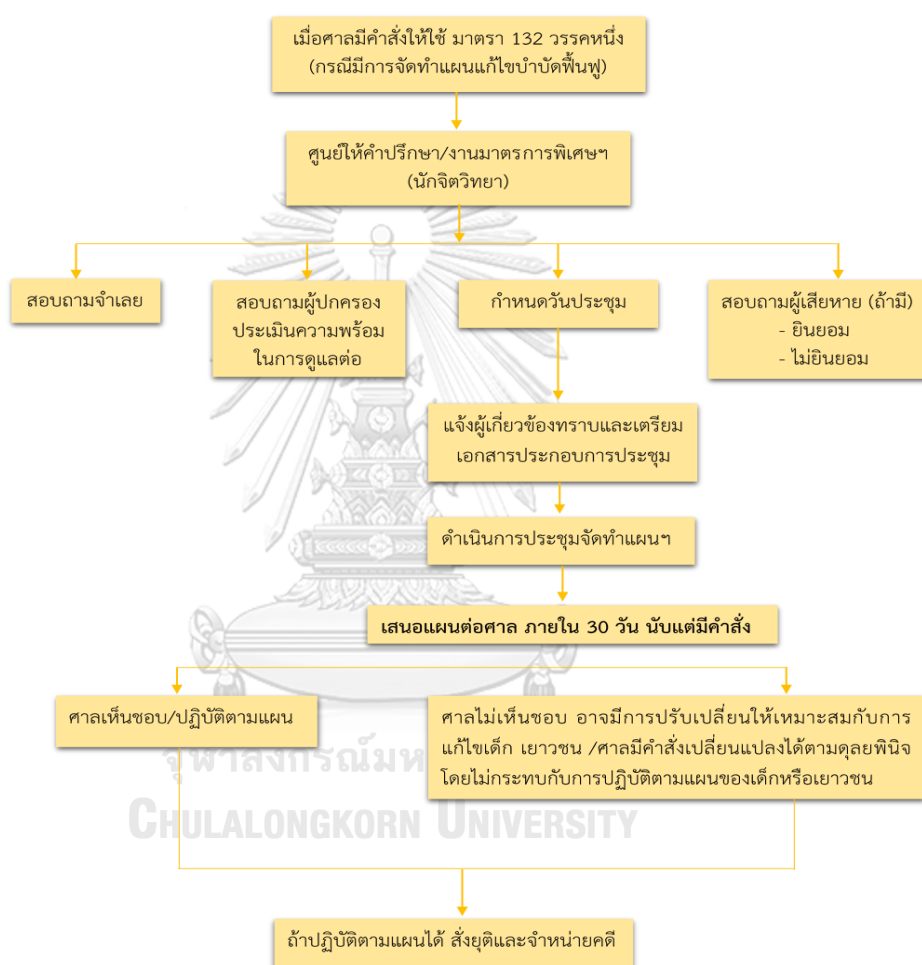 เมื่อศาลมีคำสั่งให้ใช้ มาตรา 132 วรรคหนึ่ง
(กรณีมีการจัดทำแผนแก้ไขบำบัดฟื้นฟู)
ศูนย์ให้คำปรึกษา/งานมาตรการพิเศษฯ
(นักจิตวิทยา)
สอบถามจำเลย
สอบถามผู้ปกครอง
ประเมินความพร้อม
ในการดูแลต่อ
กำหนดวันประชุม
สอบถามผู้เสียหาย (ถ้ามี)
- ยินยอม
- ไม่ยินยอม
แจ้งผู้เกี่ยวข้องทราบและเตรียม
เอกสารประกอบการประชุม
ดำเนินการประชุมจัดทำแผนฯ
เสนอแผนต่อศาล ภายใน 30 วัน นับแต่มีคำสั่ง
ศาลเห็นชอบ/ปฏิบัติตามแผน
ศาลไม่เห็นชอบ อาจมีการปรับเปลี่ยนให้เหมาะสมกับการ
แก้ไขเด็ก เยาวชน /ศาลมีคำสั่งเปลี่ยนแปลงได้ตามดุลยพินิจ
โดยไม่กระทบกับการปฏิบัติตามแผนของเด็กหรือเยาวชน
CHULALONGKORN UNIVERSITY
ถ้าปฏิบัติตามแผนได้ สั่งยุติและจำหน่ายคดี